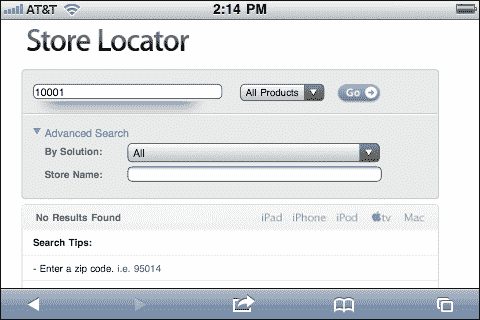 AT&T 2:14 PM
Store Locator
10001 All Products Go
Advanced Search
By Solution: All
Store Name:
No Results Found iPad iPhone iPod tv Mac
Search Tips:
- Enter a zip code. i.e. 95014